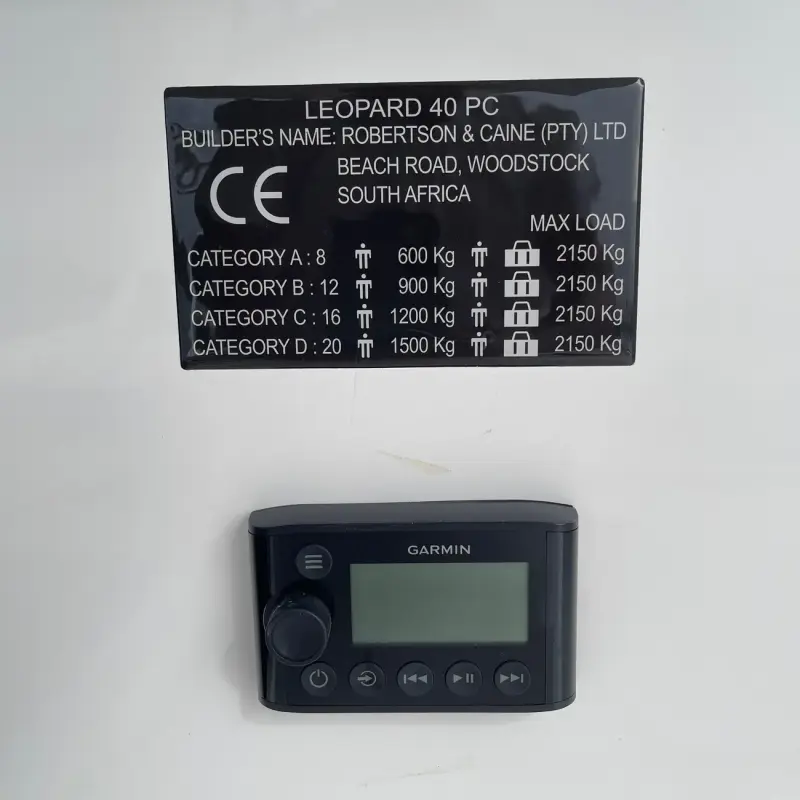 LEOPARD 40 PC
BUILDER'S NAME: ROBERTSON & CAINE (PTY) LTD
BEACH ROAD, WOODSTOCK
CE
SOUTH AFRICA
MAX LOAD
CATEGORY A : 8 600 Kg 2150 Kg
CATEGORY B : 12 900 Kg 2150 Kg
CATEGORY C : 16 1200 Kg 2150 Kg
CATEGORY D : 20 1500 Kg 2150 Kg
GARMIN